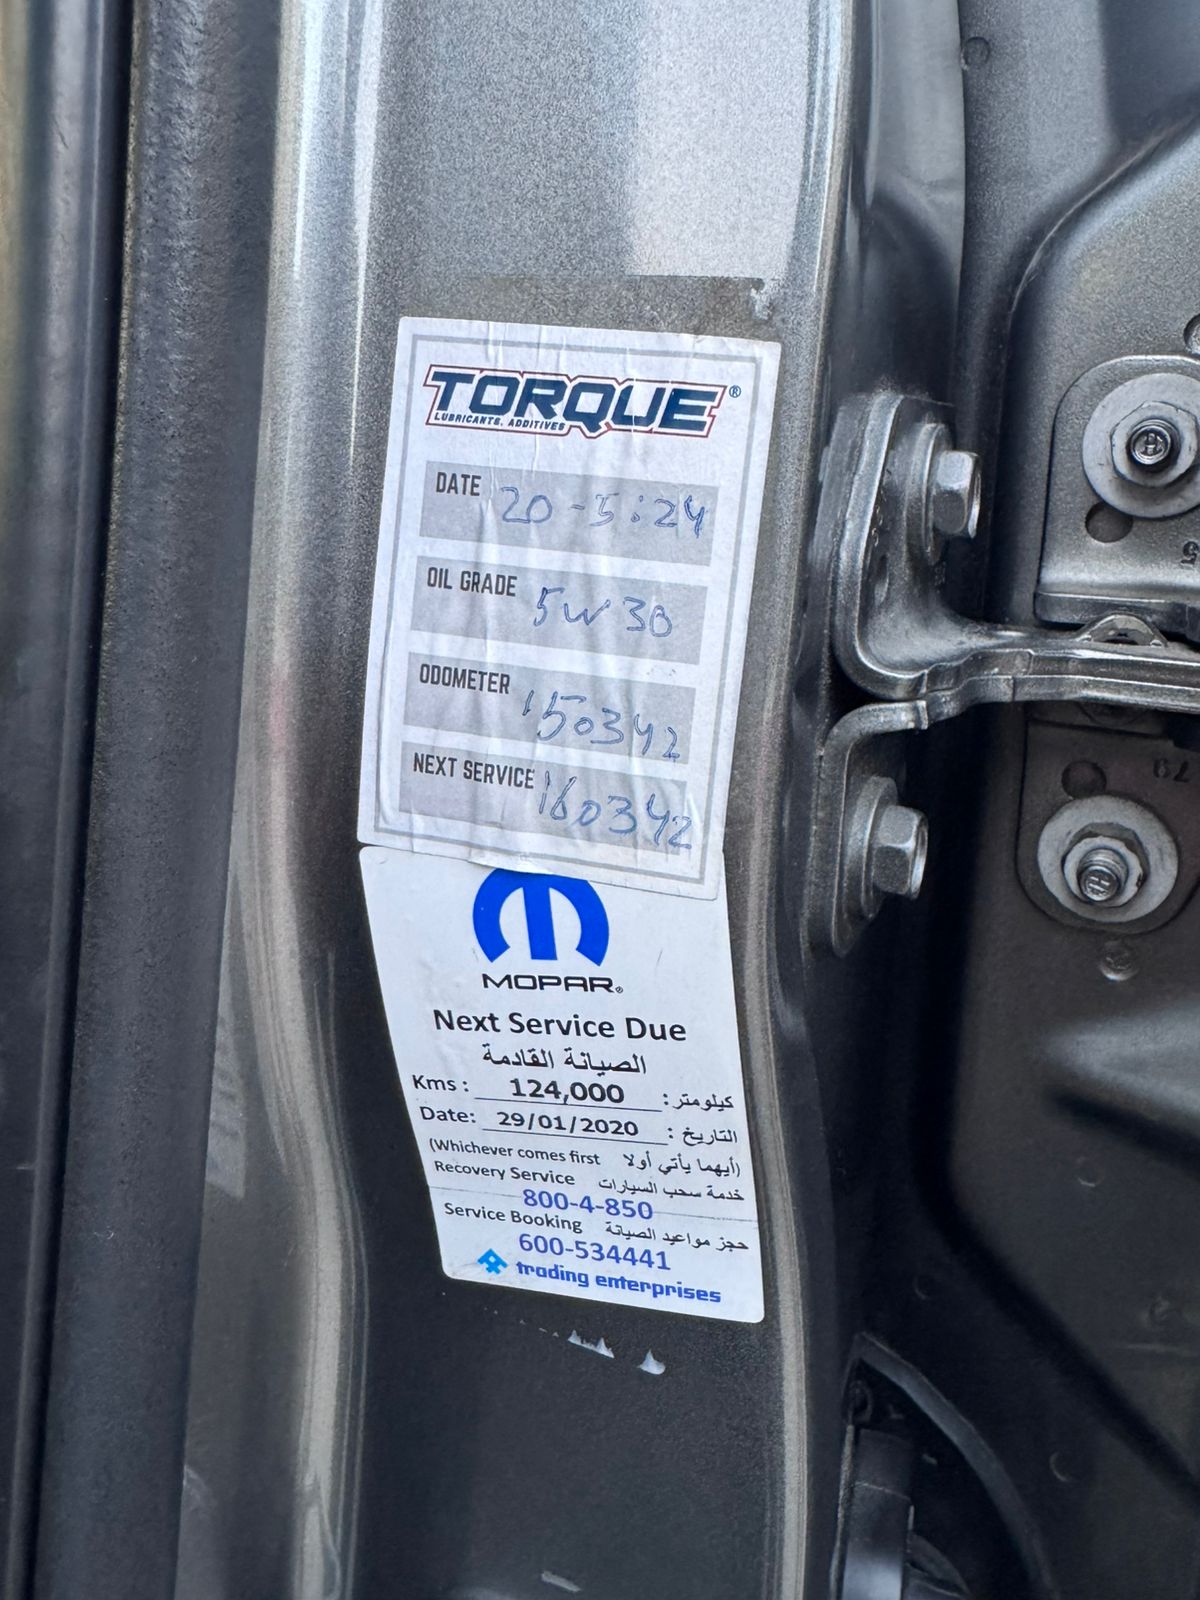 TORQUE®
LUBRICANTS, ADDITIVES
DATE 20-5:24
OIL GRADE 5W30
ODOMETER 150342
NEXT SERVICE 160342
MOPAR®
Next Service Due
الصيانة القادمة
Kms : 124,000 كيلومتر :
Date: 29/01/2020 التاريخ :
(Whichever comes first أيهما يأتي أولا)
Recovery Service خدمة سحب السيارات
800-4-850
Service Booking حجز مواعيد الصيانة
600-534441
trading enterprises
79